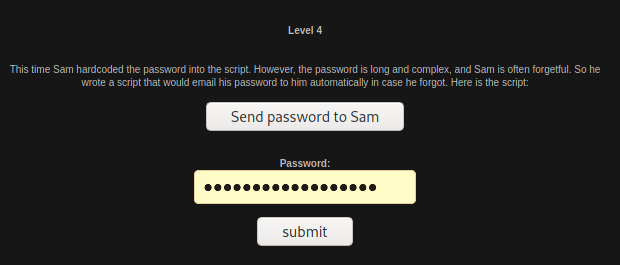 Level 4
This time Sam hardcoded the password into the script. However, the password is long and complex, and Sam is often forgetful. So he
wrote a script that would email his password to him automatically in case he forgot. Here is the script:
Send password to Sam
Password:
••••••••••••••••••
submit